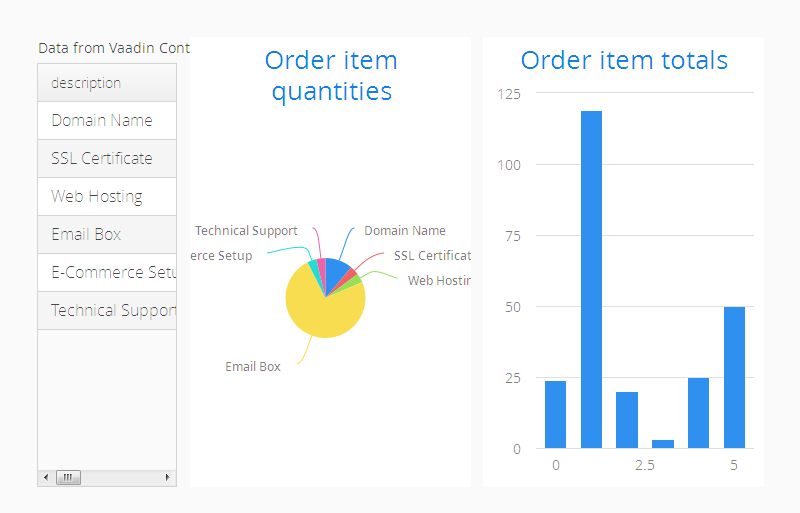 Data from Vaadin Cont
description
Domain Name
SSL Certificate
Web Hosting
Email Box
E-Commerce Setu
Technical Support
Order item
quantities
Technical Support
Domain Name
erce Setup
SSL Certificat
Web Hostin
Email Box
Order item totals
125
100
75
50
25
0
0
2.5
5